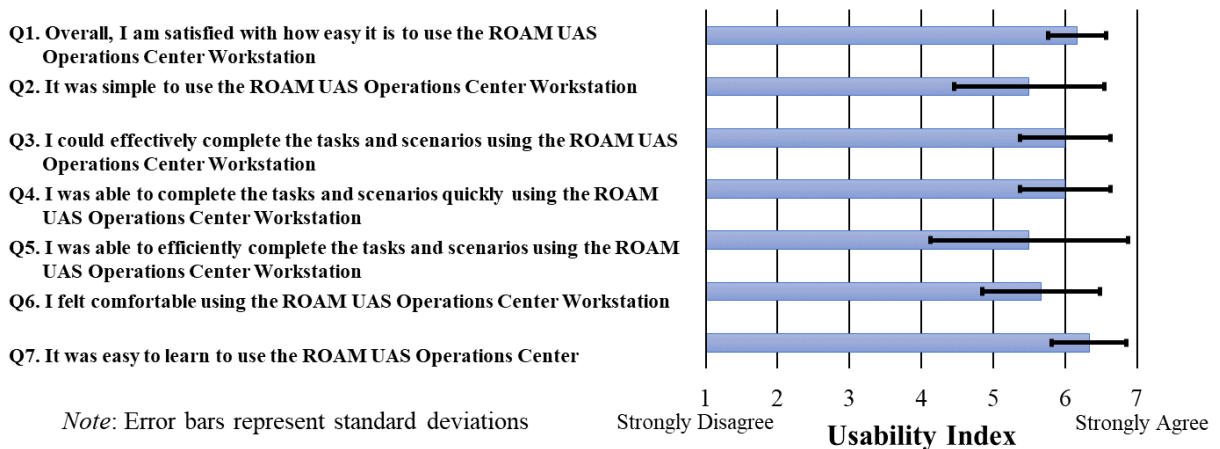 Q1. Overall, I am satisfied with how easy it is to use the ROAM UAS
Operations Center Workstation
Q2. It was simple to use the ROAM UAS Operations Center Workstation
Q3. I could effectively complete the tasks and scenarios using the ROAM UAS
Operations Center Workstation
Q4. I was able to complete the tasks and scenarios quickly using the ROAM
UAS Operations Center Workstation
Q5. I was able to efficiently complete the tasks and scenarios using the ROAM
UAS Operations Center Workstation
Q6. I felt comfortable using the ROAM UAS Operations Center Workstation
Q7. It was easy to learn to use the ROAM UAS Operations Center
1 2 3 4 5 6 7
Note: Error bars represent standard deviations
Strongly Disagree
Strongly Agree
Usability Index